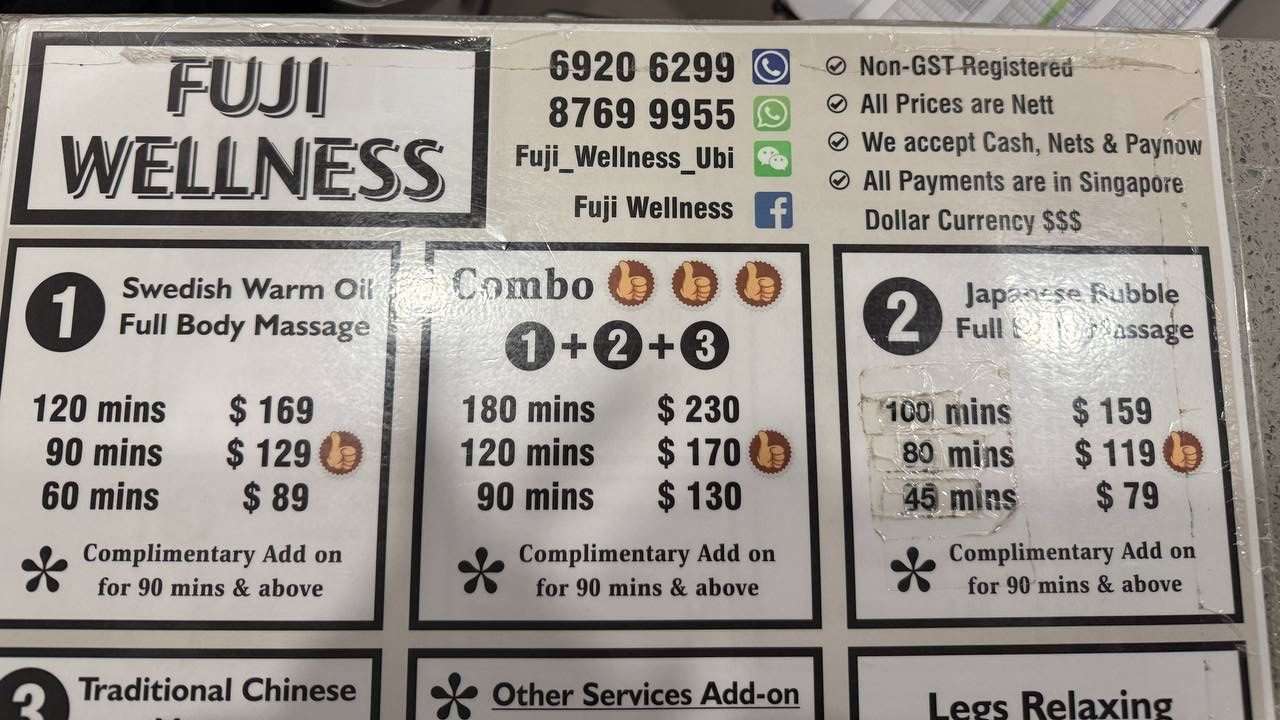 FUJI
WELLNESS
6920 6299
8769 9955
Fuji_Wellness_Ubi
Fuji Wellness
Non-GST Registered
All Prices are Nett
We accept Cash, Nets & Paynow
All Payments are in Singapore
Dollar Currency $$$
1 Swedish Warm Oil
Full Body Massage
120 mins $ 169
90 mins $ 129
60 mins $ 89
* Complimentary Add on
for 90 mins & above
Combo
1+2+3
180 mins $ 230
120 mins $ 170
90 mins $ 130
* Complimentary Add on
for 90 mins & above
2 Japanese Bubble
Full Body Massage
100 mins $ 159
80 mins $ 119
45 mins $ 79
* Complimentary Add on
for 90 mins & above
3 Traditional Chinese
* Other Services Add-on
Legs Relaxing